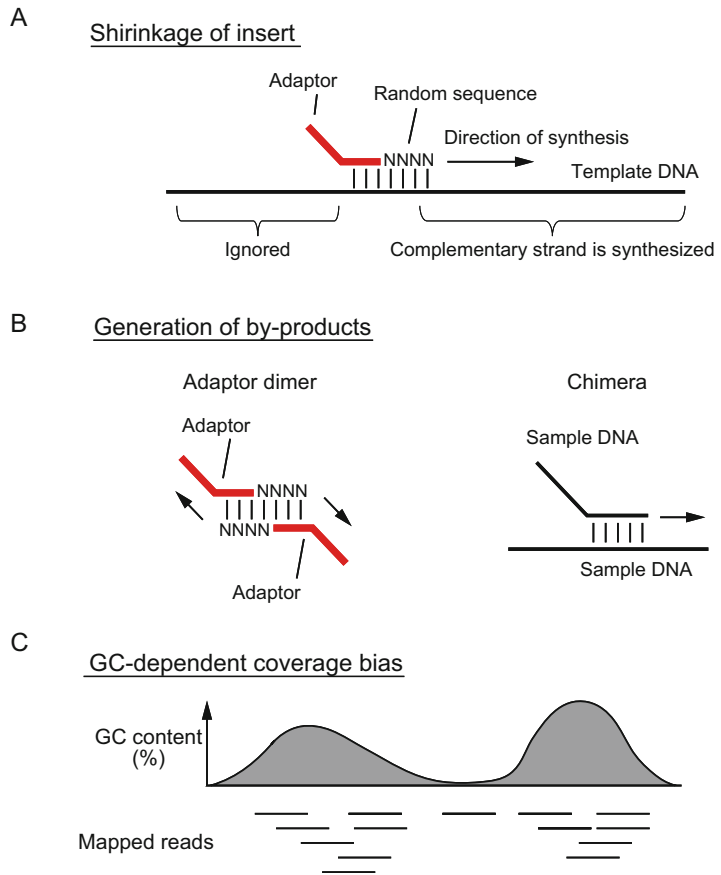 A
Shirinkage of insert
Adaptor
Random sequence
NNNN
Direction of synthesis
Template DNA
Ignored
Complementary strand is synthesized
B
Generation of by-products
Adaptor dimer
Chimera
Adaptor
Sample DNA
NNNN
NNNN
Adaptor
Sample DNA
C
GC-dependent coverage bias
GC content
(%)
Mapped reads